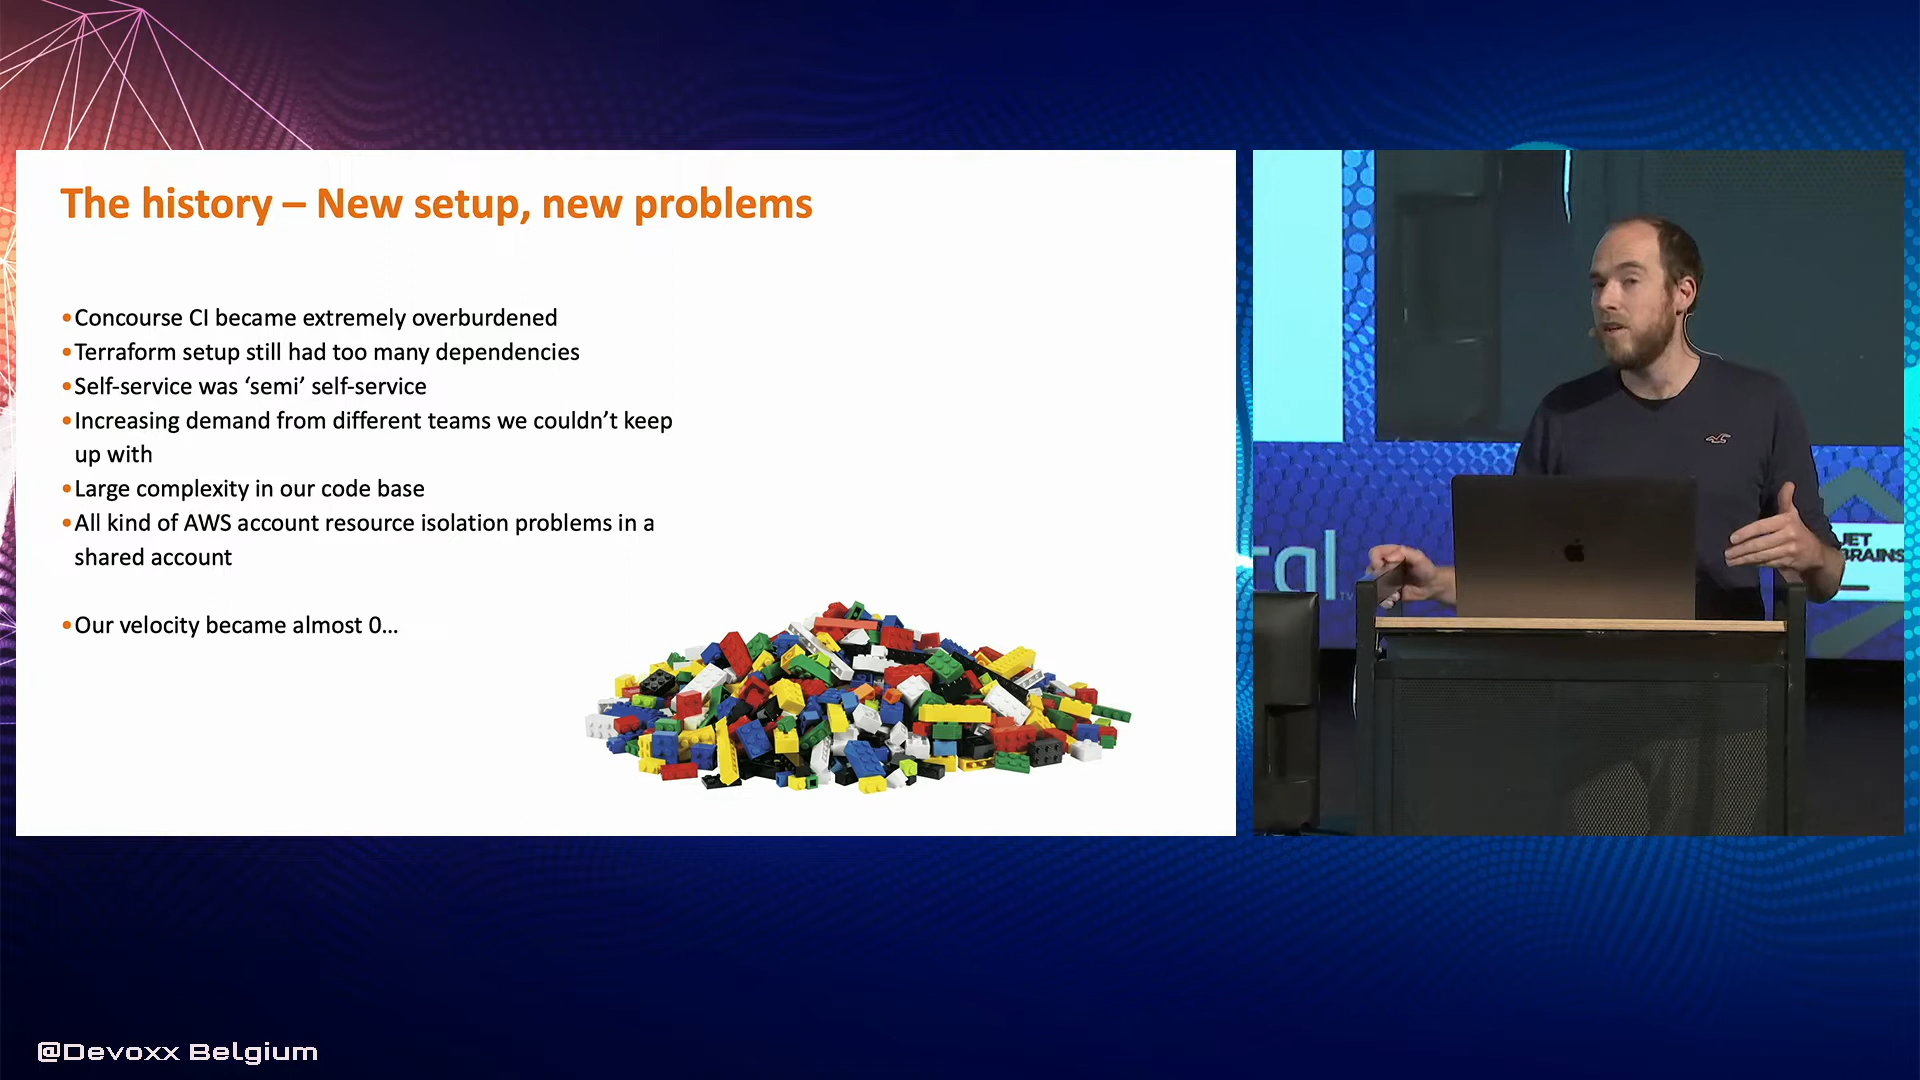 The history – New setup, new problems
•Concourse CI became extremely overburdened
•Terraform setup still had too many dependencies
•Self-service was ‘semi’ self-service
•Increasing demand from different teams we couldn’t keep
up with
•Large complexity in our code base
•All kind of AWS account resource isolation problems in a
shared account
•Our velocity became almost 0...
JET
BRAINS
@Devoxx Belgium